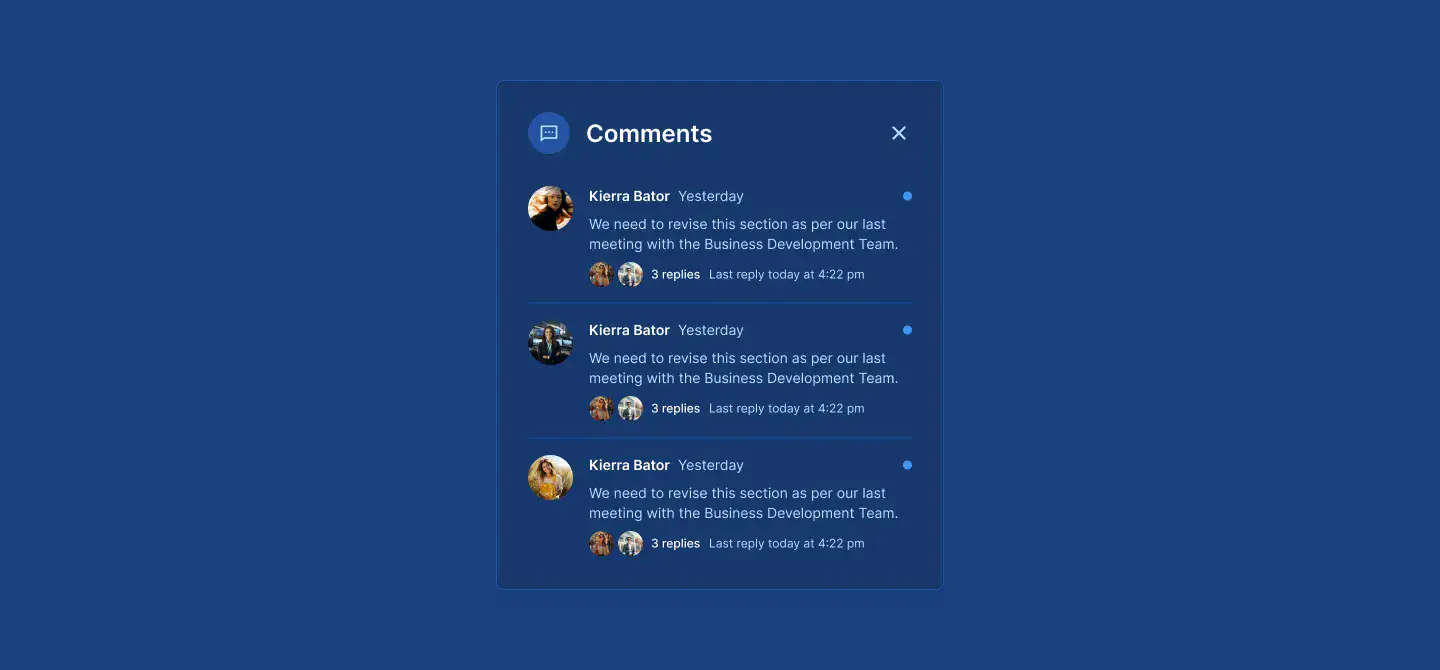 Comments
Kierra Bator Yesterday
We need to revise this section as per our last
meeting with the Business Development Team.
3 replies Last reply today at 4:22 pm
Kierra Bator Yesterday
We need to revise this section as per our last
meeting with the Business Development Team.
3 replies Last reply today at 4:22 pm
Kierra Bator Yesterday
We need to revise this section as per our last
meeting with the Business Development Team.
3 replies Last reply today at 4:22 pm